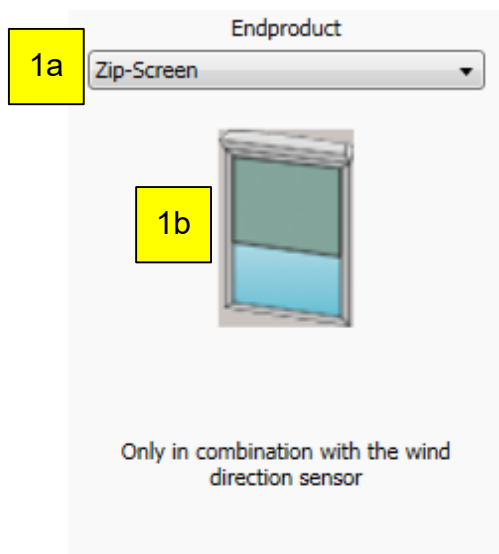 Endproduct
1a
Zip-Screen
1b
Only in combination with the wind
direction sensor